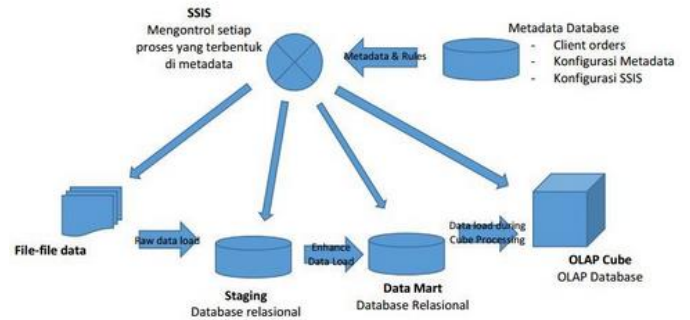 SSIS
Mengontrol setiap
proses yang terbentuk
di metadata
Metadata & Rules
Metadata Database
- Client orders
- Konfigurasi Metadata
- Konfigurasi SSIS
File-file data
Raw data load
Staging
Database relasional
Enhance
Data Load
Data Mart
Database Relasional
Data load during
Cube Processing
OLAP Cube
OLAP Database